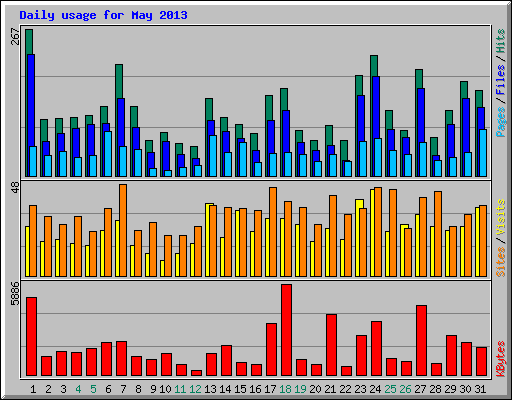 Daily usage for May 2013
267
Pages / Files / Hits
48
Sites / Visits
5886
KBytes
1 2 3 4 5 6 7 8 9 10 11 12 13 14 15 16 17 18 19 20 21 22 23 24 25 26 27 28 29 30 31